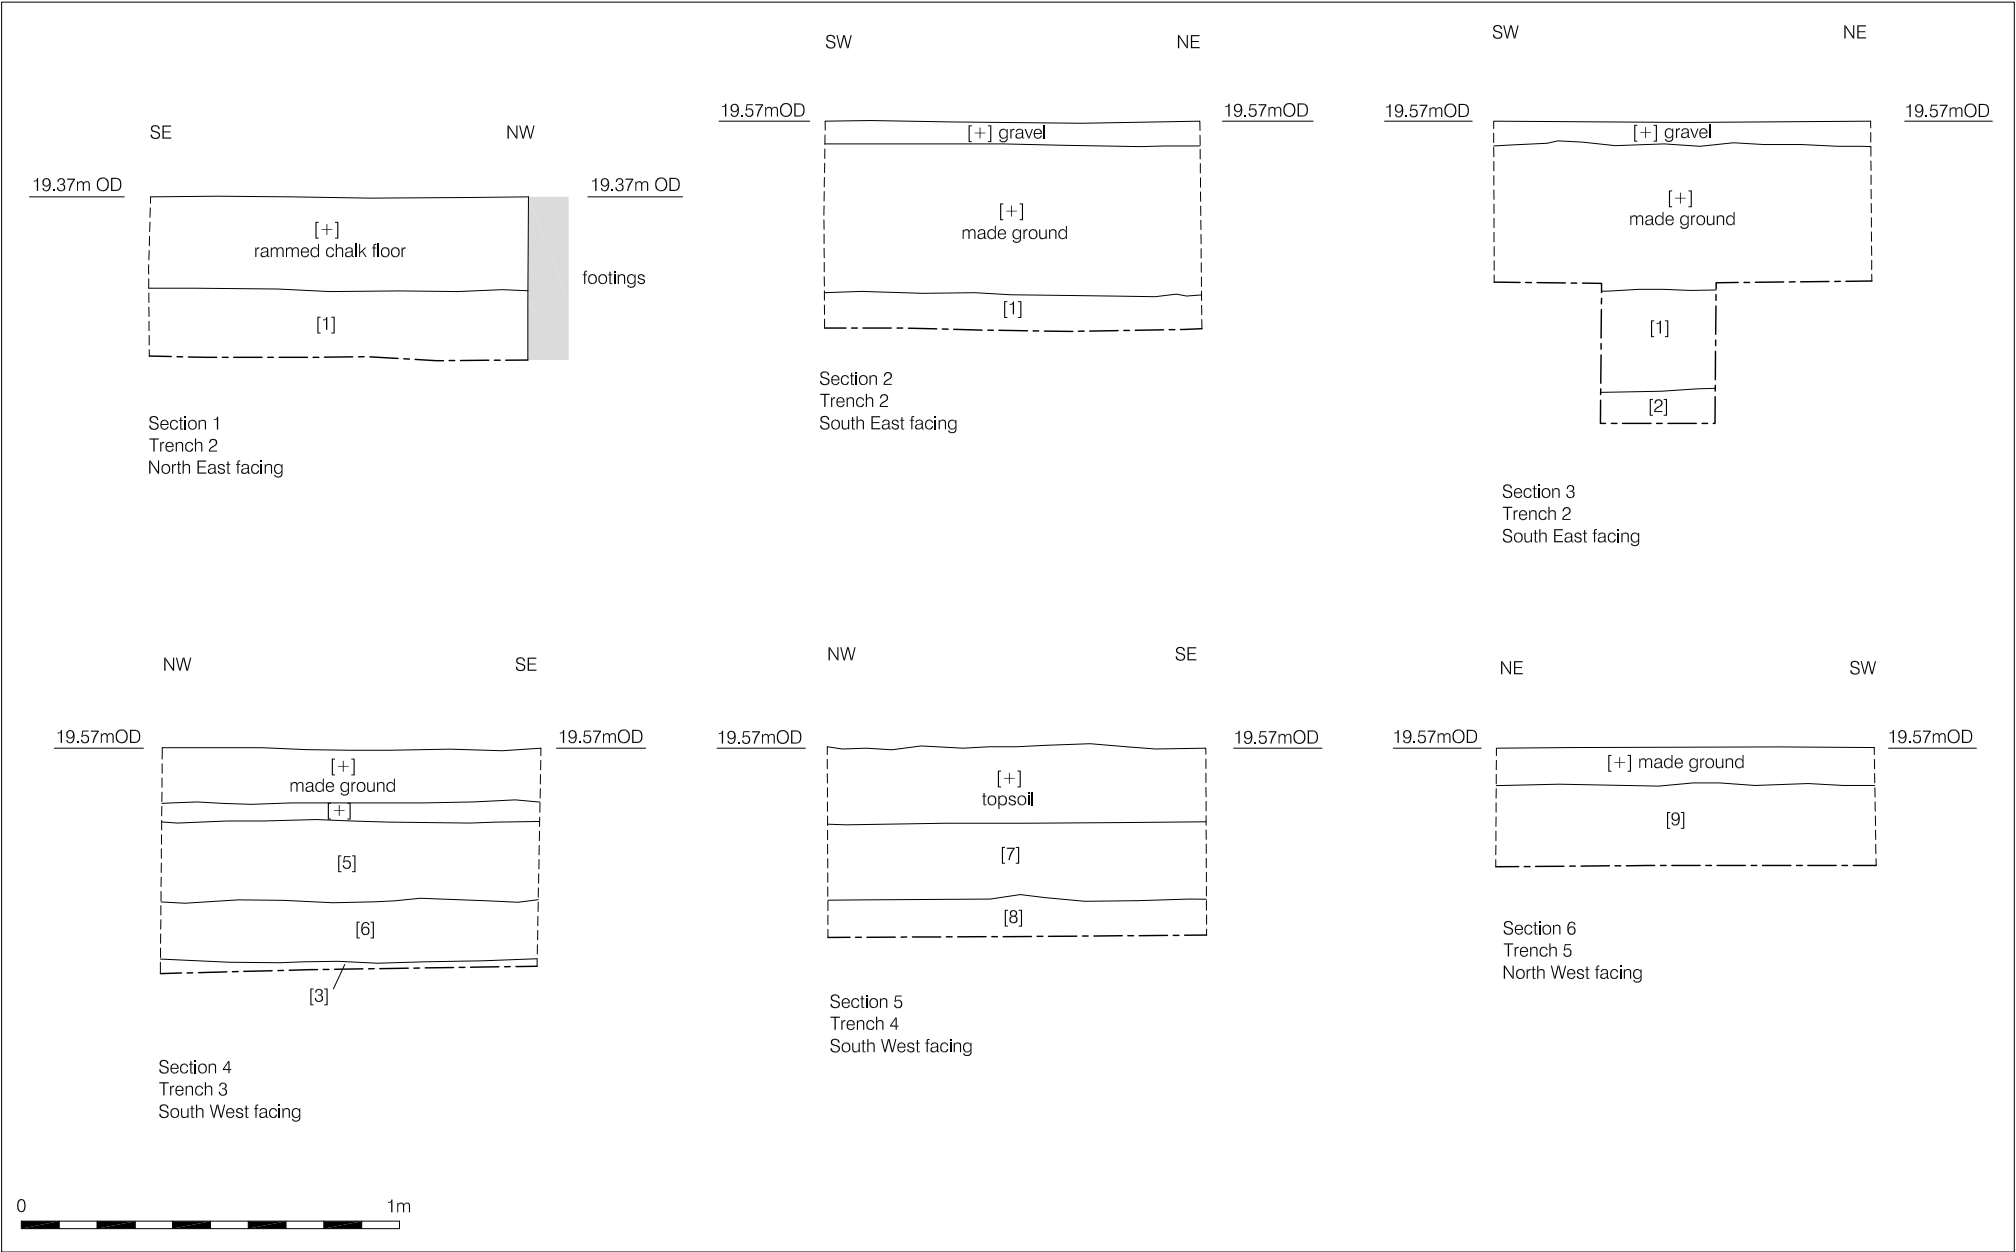 SE NW
19.37m OD 19.37m OD
[+]
rammed chalk floor
footings
[1]
Section 1
Trench 2
North East facing
SW NE
19.57mOD 19.57mOD
[+] gravel
[+]
made ground
[1]
Section 2
Trench 2
South East facing
SW NE
19.57mOD 19.57mOD
[+] gravel
[+]
made ground
[1]
[2]
Section 3
Trench 2
South East facing
NW SE
19.57mOD 19.57mOD
[+]
made ground
[+]
[5]
[6]
[3]
Section 4
Trench 3
South West facing
NW SE
19.57mOD 19.57mOD
[+]
topsoil
[7]
[8]
Section 5
Trench 4
South West facing
NE SW
19.57mOD 19.57mOD
[+] made ground
[9]
Section 6
Trench 5
North West facing
0 1m